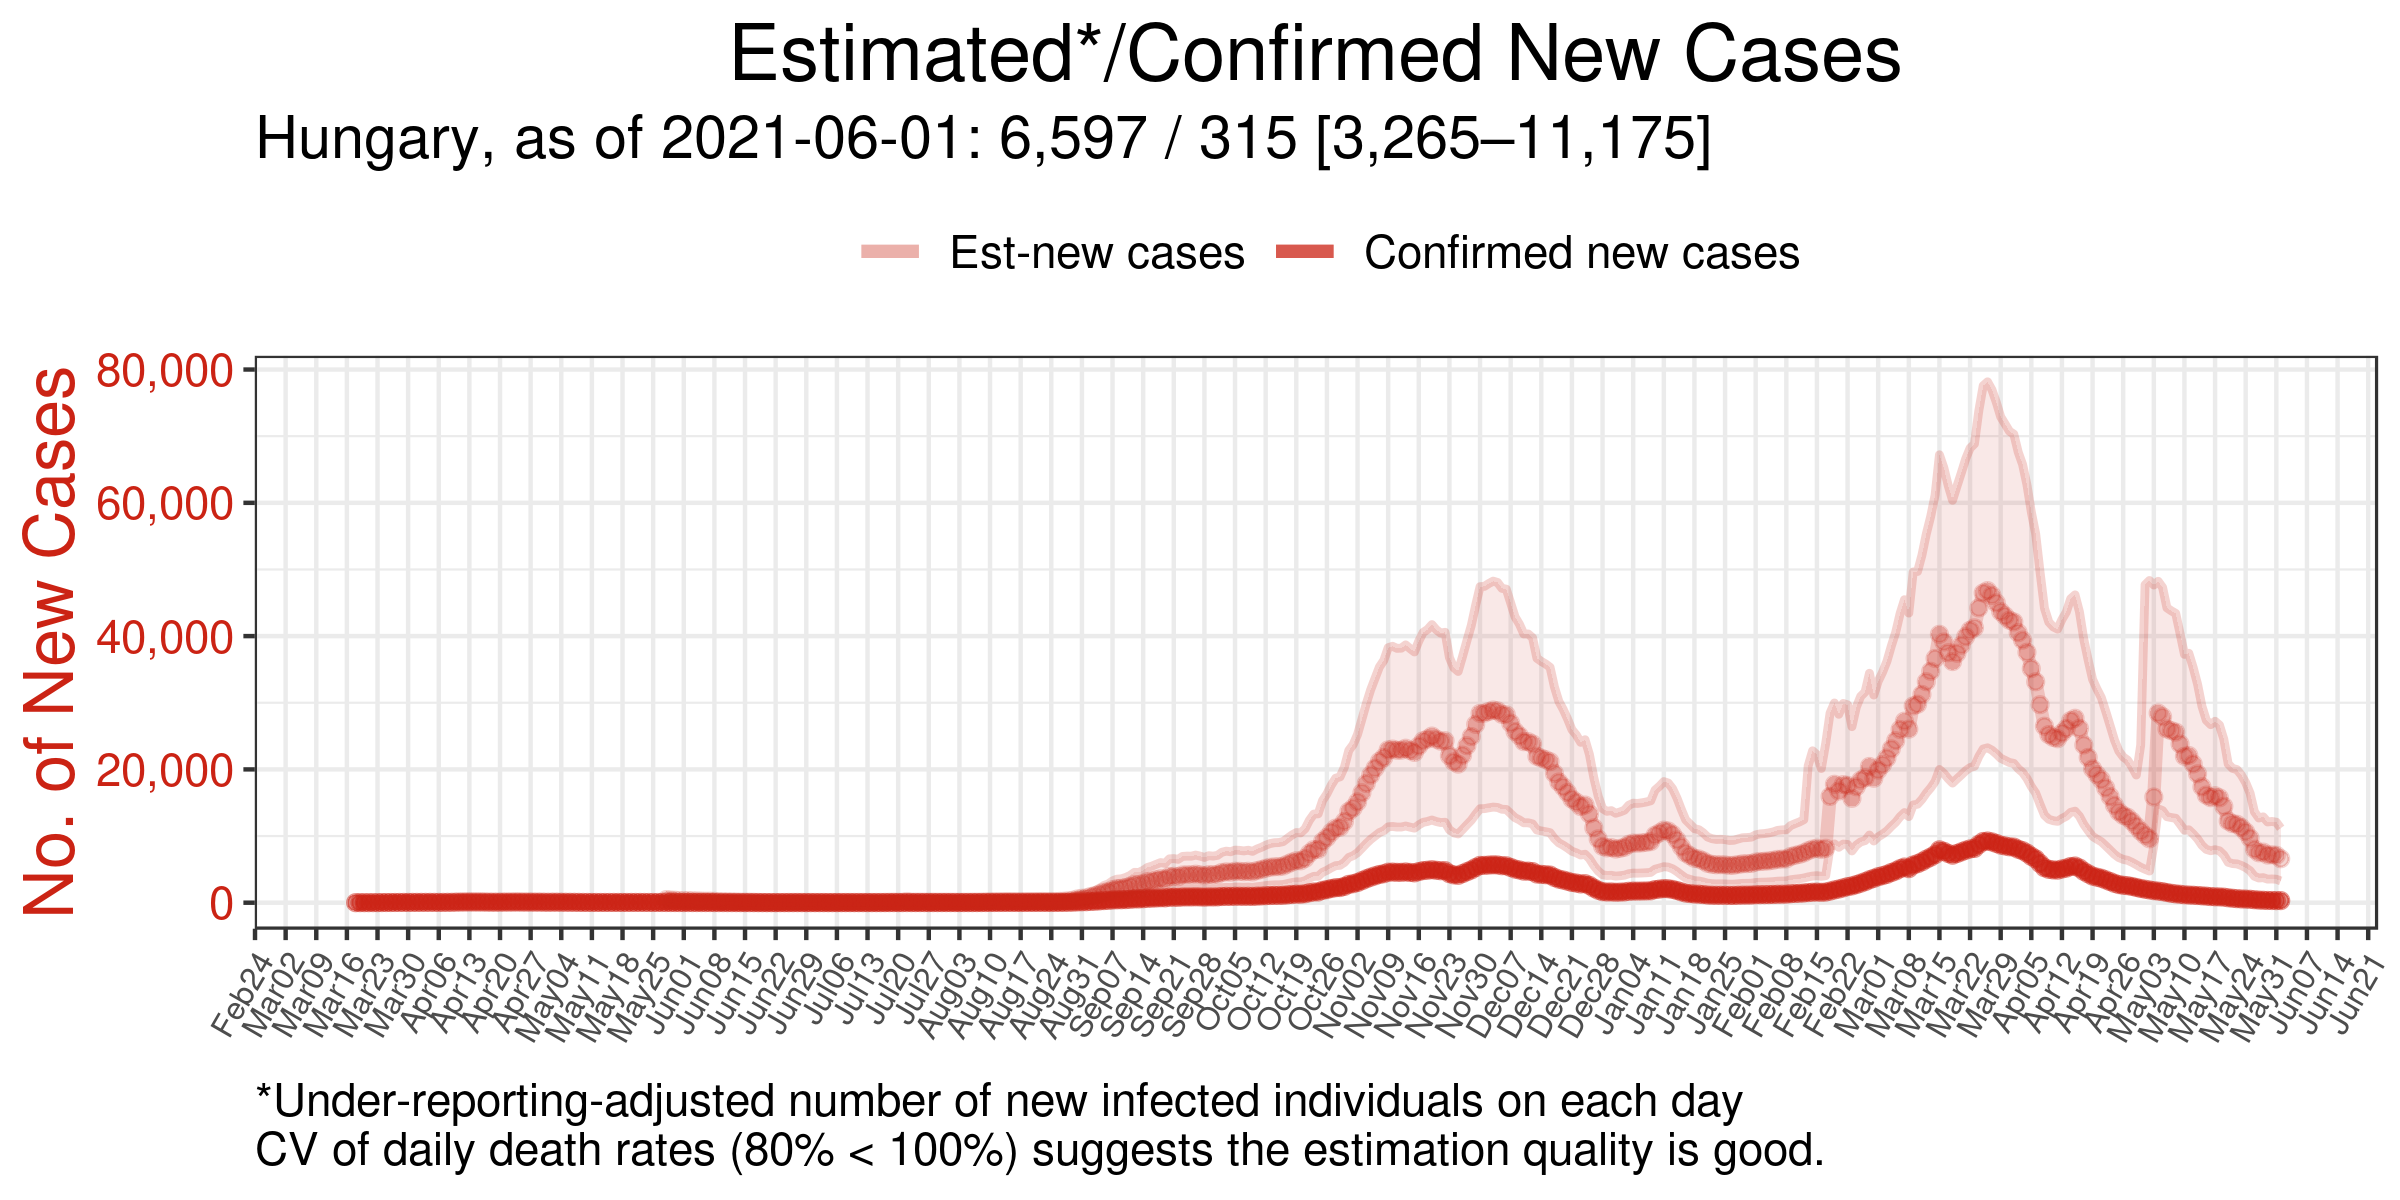 Estimated*/Confirmed New Cases
Hungary, as of 2021-06-01: 6,597 / 315 [3,265–11,175]
Est-new cases Confirmed new cases
No. of New Cases
80,000
60,000
40,000
20,000
0
Feb24 Mar02 Mar09 Mar16 Mar23 Mar30 Apr06 Apr13 Apr20 Apr27 May04 May11 May18 May25 Jun01 Jun08 Jun15 Jun22 Jun29 Jul06 Jul13 Jul20 Jul27 Aug03 Aug10 Aug17 Aug24 Aug31 Sep07 Sep14 Sep21 Sep28 Oct05 Oct12 Oct19 Oct26 Nov02 Nov09 Nov16 Nov23 Nov30 Dec07 Dec14 Dec21 Dec28 Jan04 Jan11 Jan18 Jan25 Feb01 Feb08 Feb15 Feb22 Mar01 Mar08 Mar15 Mar22 Mar29 Apr05 Apr12 Apr19 Apr26 May03 May10 May17 May24 May31 Jun07 Jun14 Jun21
*Under-reporting-adjusted number of new infected individuals on each day
CV of daily death rates (80% < 100%) suggests the estimation quality is good.